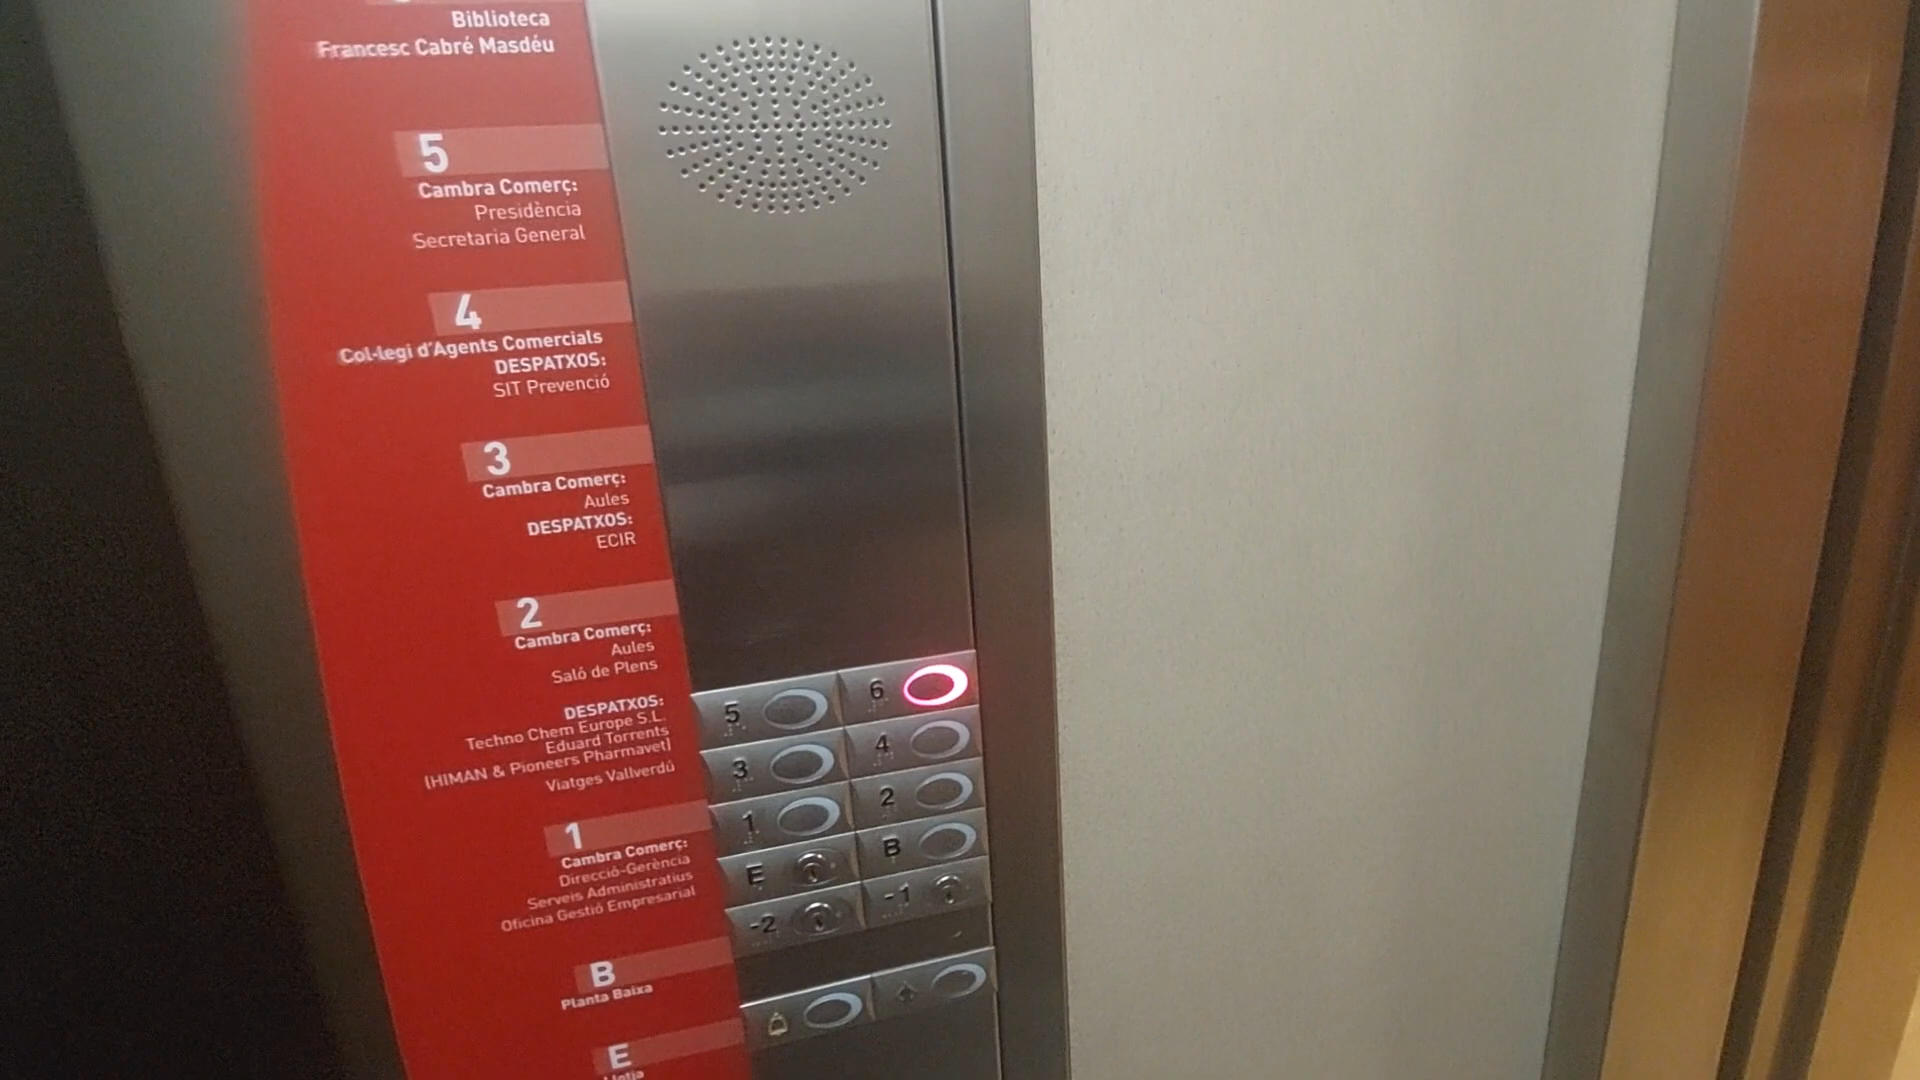 Biblioteca
Francesc Cabré Masdéu
5
Cambra Comerç:
Presidència
Secretaria General
4
Col-legi d'Agents Comercials
DESPATXOS:
SIT Prevenció
3
Cambra Comerç:
Aules
DESPATXOS:
ECIR
2
Cambra Comerç:
Aules
Saló de Plens
DESPATXOS:
Techno Chem Europe S.L.
Eduard Torrents
(HIMAN & Pioneers Pharmavet)
Viatges Vallverdú
1
Cambra Comerç:
Direcció-Gerència
Serveis Administratius
Oficina Gestió Empresarial
B
Planta Baixa
E
Llotja
5 6
3 4
1 2
E B
-2 -1